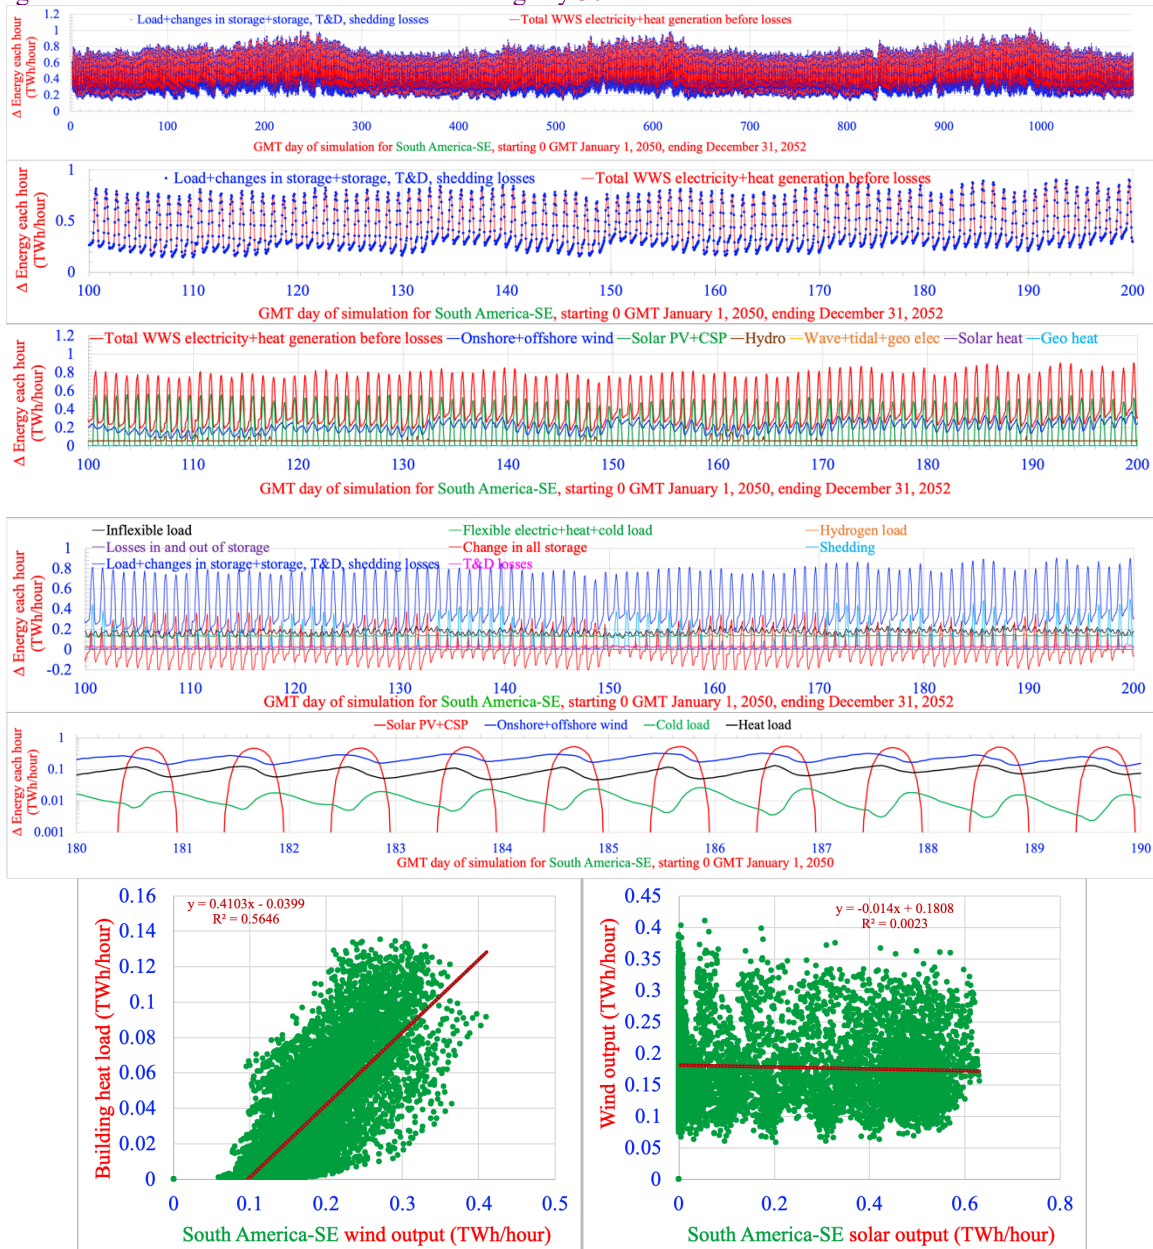 Load+changes in storage+storage, T&D, shedding losses —Total WWS electricity+heat generation before losses
Δ Energy each hour
(TWh/hour)
1.2
1
0.8
0.6
0.4
0.2
0
0 100 200 300 400 500 600 700 800 900 1000
GMT day of simulation for South America-SE, starting 0 GMT January 1, 2050, ending December 31, 2052
· Load+changes in storage+storage, T&D, shedding losses —Total WWS electricity+heat generation before losses
Δ Energy each hour
(TWh/hour)
1
0.5
0
100 110 120 130 140 150 160 170 180 190 200
GMT day of simulation for South America-SE, starting 0 GMT January 1, 2050, ending December 31, 2052
—Total WWS electricity+heat generation before losses —Onshore+offshore wind —Solar PV+CSP —Hydro —Wave+tidal+geo elec —Solar heat —Geo heat
Δ Energy each hour
(TWh/hour)
1.2
1
0.8
0.6
0.4
0.2
0
100 110 120 130 140 150 160 170 180 190 200
GMT day of simulation for South America-SE, starting 0 GMT January 1, 2050, ending December 31, 2052
—Inflexible load —Flexible electric+heat+cold load —Hydrogen load
—Losses in and out of storage —Change in all storage —Shedding
—Load+changes in storage+storage, T&D, shedding losses —T&D losses
Δ Energy each hour
(TWh/hour)
1
0.8
0.6
0.4
0.2
0
-0.2
100 110 120 130 140 150 160 170 180 190 200
GMT day of simulation for South America-SE, starting 0 GMT January 1, 2050, ending December 31, 2052
—Solar PV+CSP —Onshore+offshore wind —Cold load —Heat load
Δ Energy each hour
(TWh/hour)
1
0.1
0.01
0.001
180 181 182 183 184 185 186 187 188 189 190
GMT day of simulation for South America-SE, starting 0 GMT January 1, 2050
y = 0.4103x - 0.0399
R² = 0.5646
Building heat load (TWh/hour)
0.16
0.14
0.12
0.1
0.08
0.06
0.04
0.02
0
0 0.1 0.2 0.3 0.4 0.5
South America-SE wind output (TWh/hour)
y = -0.014x + 0.1808
R² = 0.0023
Wind output (TWh/hour)
0.45
0.4
0.35
0.3
0.25
0.2
0.15
0.1
0.05
0
0 0.2 0.4 0.6 0.8
South America-SE solar output (TWh/hour)